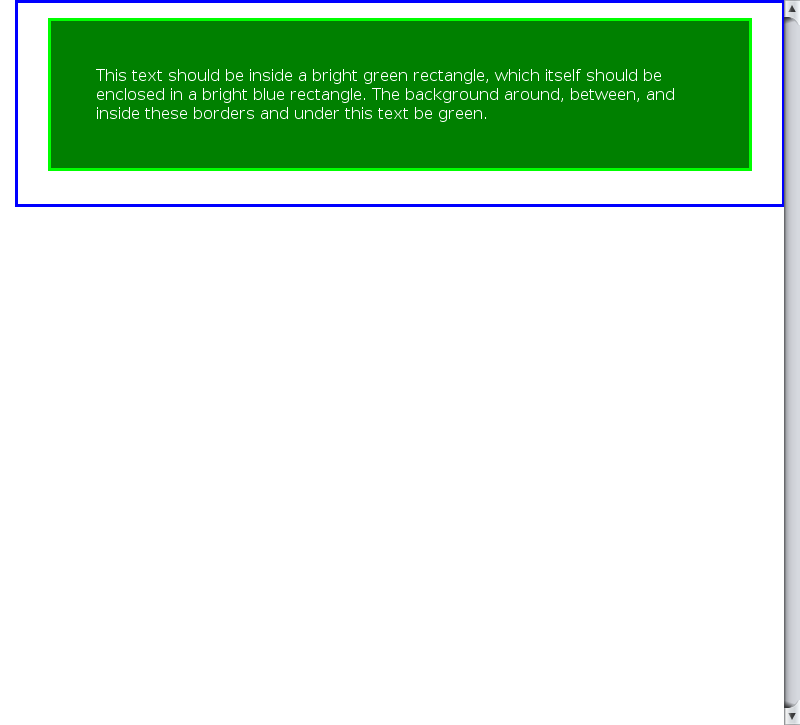 This text should be inside a bright green rectangle, which itself should be
enclosed in a bright blue rectangle. The background around, between, and
inside these borders and under this text be green.